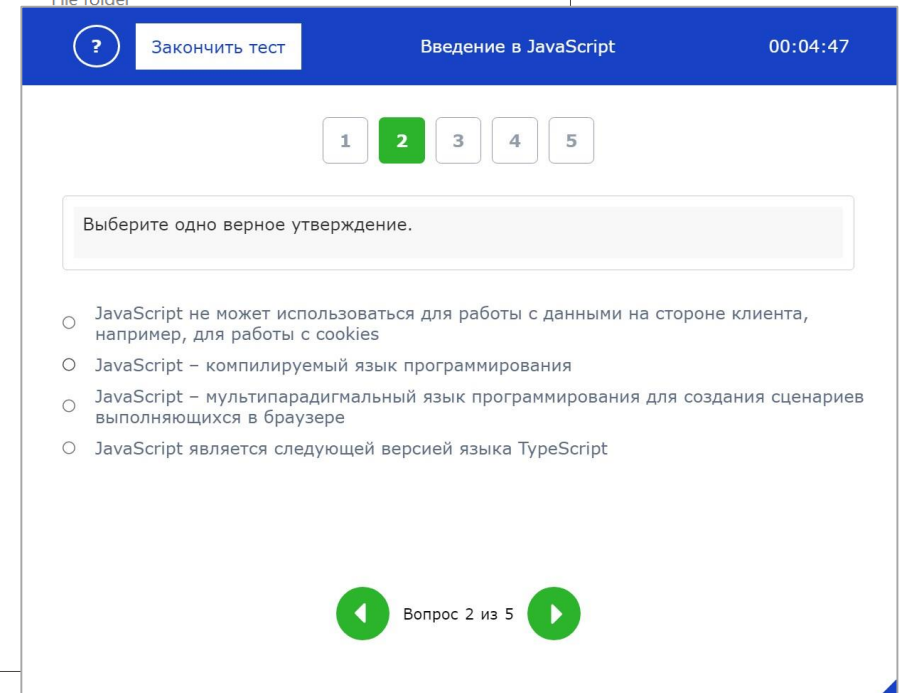 File folder
?
Закончить тест
Введение в JavaScript
00:04:47
1 2 3 4 5
Выберите одно верное утверждение.
JavaScript не может использоваться для работы с данными на стороне клиента,
например, для работы с cookies
JavaScript – компилируемый язык программирования
JavaScript – мультипарадигмальный язык программирования для создания сценариев
выполняющихся в браузере
JavaScript является следующей версией языка TypeScript
Вопрос 2 из 5